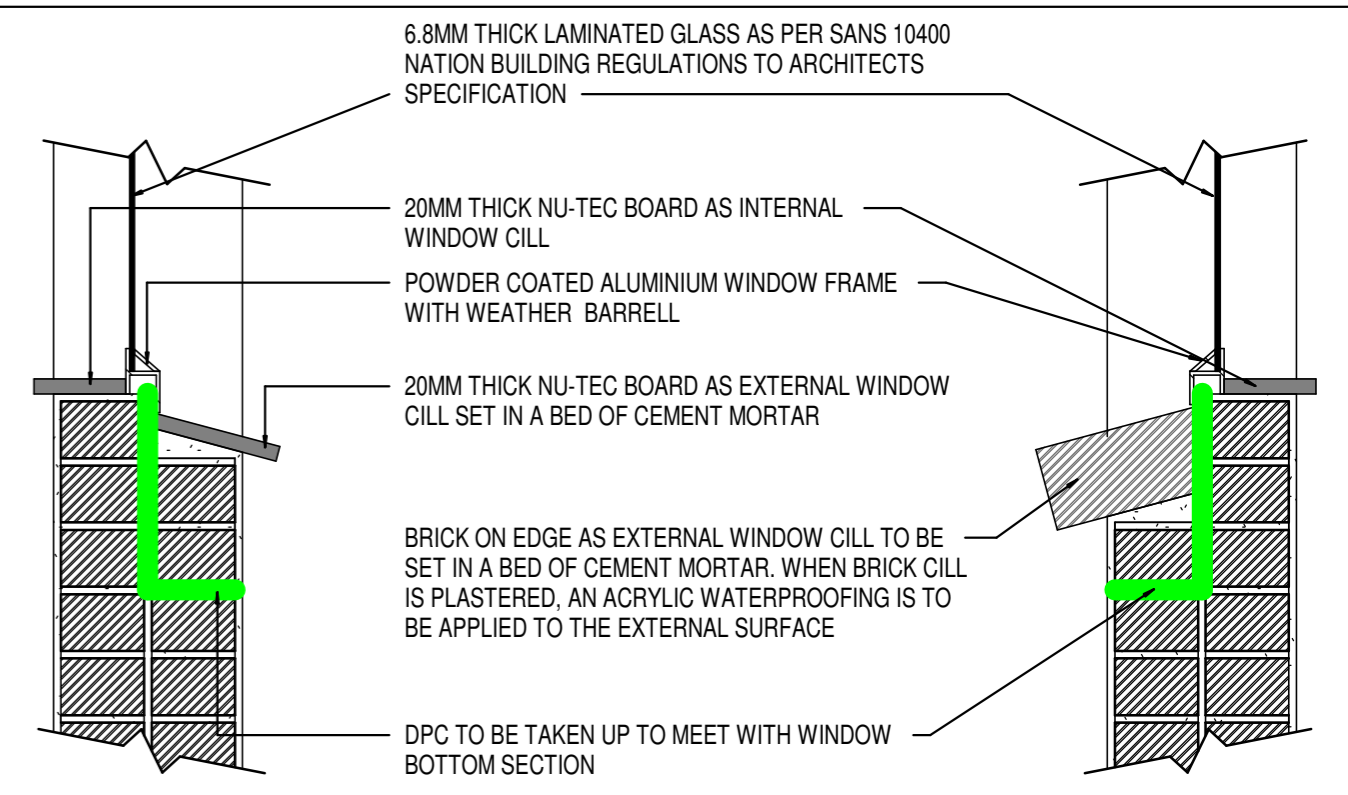 6.8MM THICK LAMINATED GLASS AS PER SANS 10400
NATION BUILDING REGULATIONS TO ARCHITECTS
SPECIFICATION
20MM THICK NU-TEC BOARD AS INTERNAL
WINDOW CILL
POWDER COATED ALUMINIUM WINDOW FRAME
WITH WEATHER BARRELL
20MM THICK NU-TEC BOARD AS EXTERNAL WINDOW
CILL SET IN A BED OF CEMENT MORTAR
BRICK ON EDGE AS EXTERNAL WINDOW CILL TO BE
SET IN A BED OF CEMENT MORTAR. WHEN BRICK CILL
IS PLASTERED, AN ACRYLIC WATERPROOFING IS TO
BE APPLIED TO THE EXTERNAL SURFACE
DPC TO BE TAKEN UP TO MEET WITH WINDOW
BOTTOM SECTION